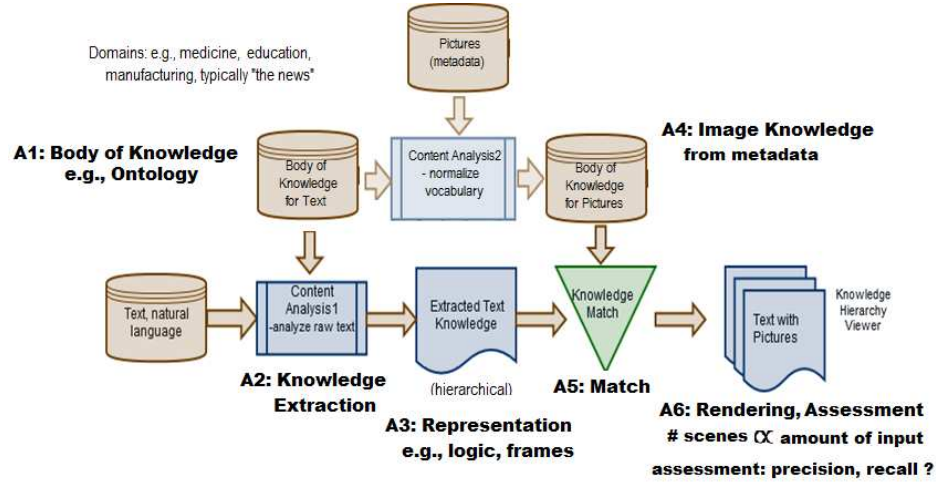 Domains: e.g., medicine, education,
manufacturing, typically "the news"
Pictures
(metadata)
A1: Body of Knowledge
e.g., Ontology
Body of
Knowledge
for Text
Content Analysis2
- normalize
vocabulary
Body of
Knowledge
for Pictures
A4: Image Knowledge
from metadata
Text, natural
language
Content
Analysis1
-analyze raw text
Extracted Text
Knowledge
Knowledge
Match
Text with
Pictures
Knowledge
Hierarchy
Viewer
A2: Knowledge
Extraction
(hierarchical)
A3: Representation
e.g., logic, frames
A5: Match
A6: Rendering, Assessment
# scenes ∝ amount of input
assessment: precision, recall ?